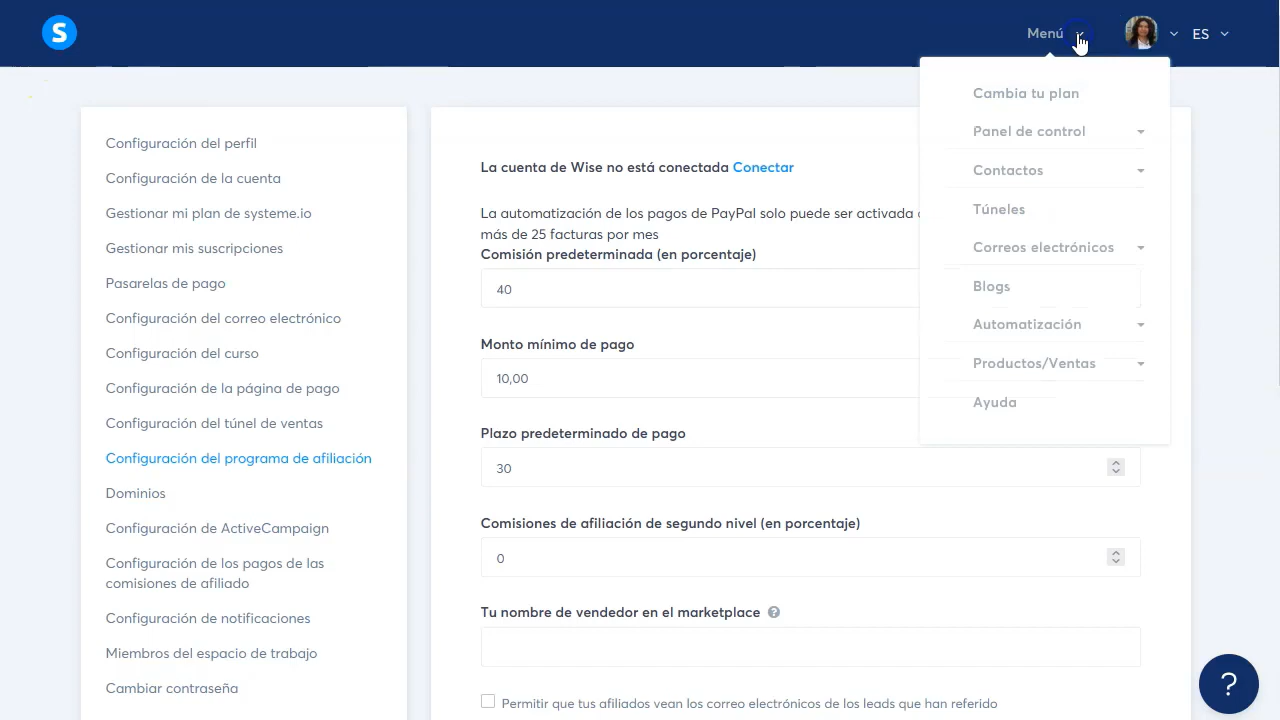 S
Menú
ES
Cambia tu plan
Panel de control
Contactos
Túneles
Correos electrónicos
Blogs
Automatización
Productos/Ventas
Ayuda
Configuración del perfil
Configuración de la cuenta
Gestionar mi plan de systeme.io
Gestionar mis suscripciones
Pasarelas de pago
Configuración del correo electrónico
Configuración del curso
Configuración de la página de pago
Configuración del túnel de ventas
Configuración del programa de afiliación
Dominios
Configuración de ActiveCampaign
Configuración de los pagos de las
comisiones de afiliado
Configuración de notificaciones
Miembros del espacio de trabajo
Cambiar contraseña
La cuenta de Wise no está conectada Conectar
La automatización de los pagos de PayPal solo puede ser activada
más de 25 facturas por mes
Comisión predeterminada (en porcentaje)
40
Monto mínimo de pago
10,00
Plazo predeterminado de pago
30
Comisiones de afiliación de segundo nivel (en porcentaje)
0
Tu nombre de vendedor en el marketplace ?
Permitir que tus afiliados vean los correo electrónicos de los leads que han referido
?